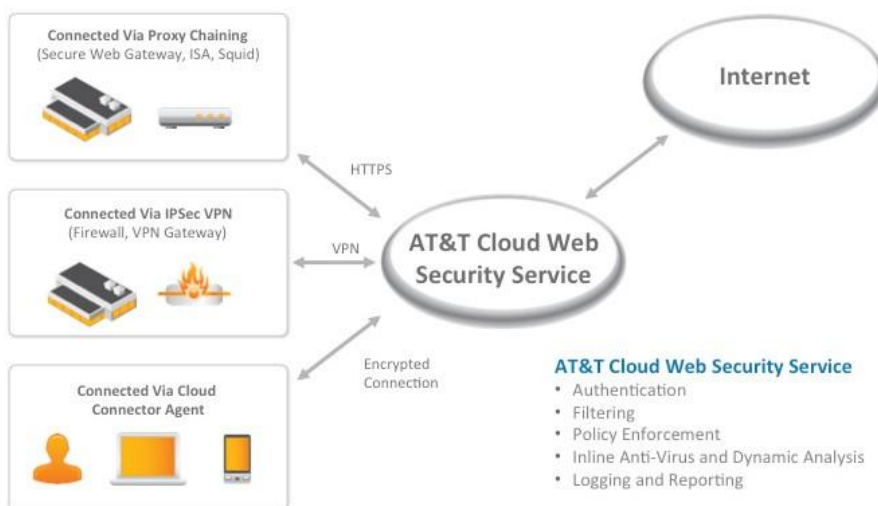 Connected Via Proxy Chaining
(Secure Web Gateway, ISA, Squid)
HTTPS
Connected Via IPSec VPN
(Firewall, VPN Gateway)
VPN
Connected Via Cloud
Connector Agent
Encrypted
Connection
AT&T Cloud Web
Security Service
Internet
AT&T Cloud Web Security Service
• Authentication
• Filtering
• Policy Enforcement
• Inline Anti-Virus and Dynamic Analysis
• Logging and Reporting